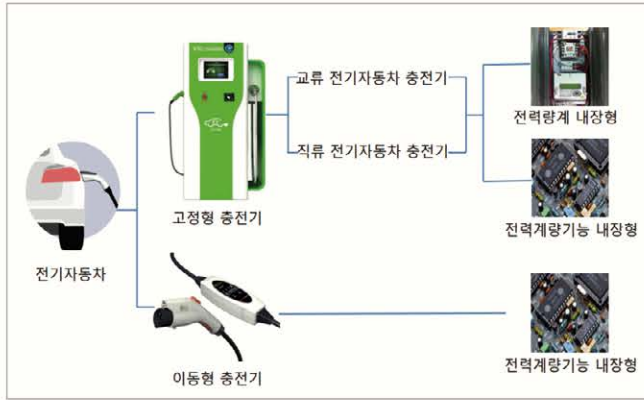 교류 전기자동차 충전기
전력량계 내장형
직류 전기자동차 충전기
고정형 충전기
전력계량기능 내장형
전기자동차
전력계량기능 내장형
이동형 충전기